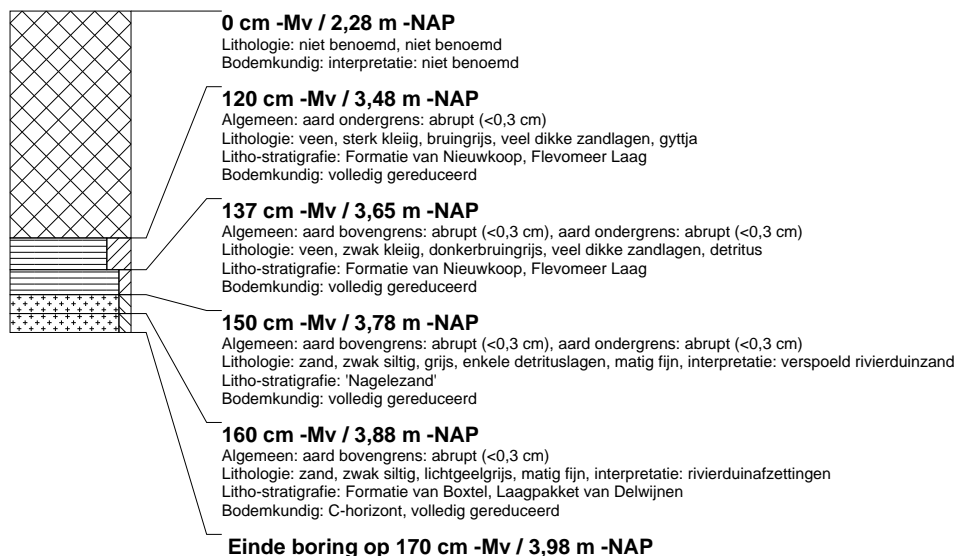 0 cm -Mv / 2,28 m -NAP
Lithologie: niet benoemd, niet benoemd
Bodemkundig: interpretatie: niet benoemd
120 cm -Mv / 3,48 m -NAP
Algemeen: aard ondergrens: abrupt (<0,3 cm)
Lithologie: veen, sterk kleiig, bruingrijs, veel dikke zandlagen, gyttja
Litho-stratigrafie: Formatie van Nieuwkoop, Flevomeer Laag
Bodemkundig: volledig gereduceerd
137 cm -Mv / 3,65 m -NAP
Algemeen: aard bovengrens: abrupt (<0,3 cm), aard ondergrens: abrupt (<0,3 cm)
Lithologie: veen, zwak kleiig, donkerbruingrijs, veel dikke zandlagen, detritus
Litho-stratigrafie: Formatie van Nieuwkoop, Flevomeer Laag
Bodemkundig: volledig gereduceerd
150 cm -Mv / 3,78 m -NAP
Algemeen: aard bovengrens: abrupt (<0,3 cm), aard ondergrens: abrupt (<0,3 cm)
Lithologie: zand, zwak siltig, grijs, enkele detrituslagen, matig fijn, interpretatie: verspoeld rivierduinzand
Litho-stratigrafie: 'Nagelezand'
Bodemkundig: volledig gereduceerd
160 cm -Mv / 3,88 m -NAP
Algemeen: aard bovengrens: abrupt (<0,3 cm)
Lithologie: zand, zwak siltig, lichtgeelgrijs, matig fijn, interpretatie: rivierduinafzettingen
Litho-stratigrafie: Formatie van Boxtel, Laagpakket van Delwijnen
Bodemkundig: C-horizont, volledig gereduceerd
Einde boring op 170 cm -Mv / 3,98 m -NAP